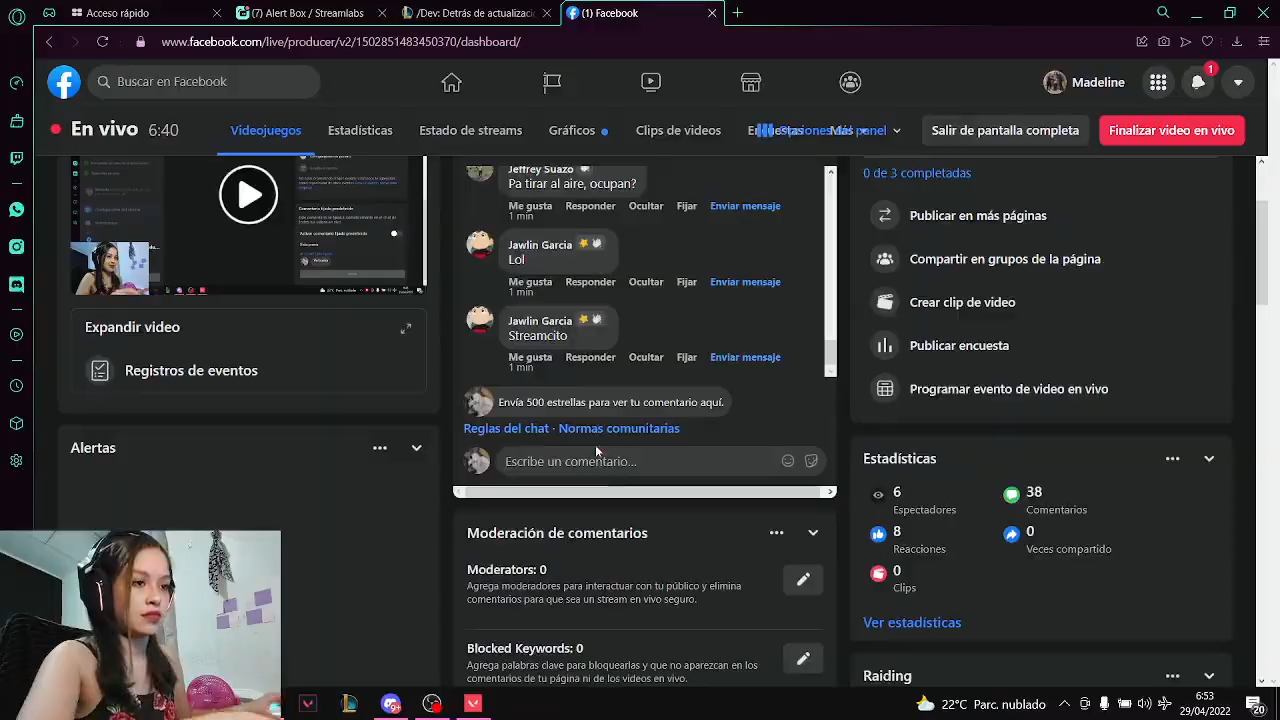 Acceso rápido
(7) Alert Box / Streamlabs
/Dev: Detrás de actualizaci
(1) Facebook
www.facebook.com/live/producer/v2/1502851483450370/dashboard/
Buscar en Facebook
Madeline
1
En vivo 6:40
Videojuegos
Estadísticas
Estado de streams
Gráficos
Clips de videos
Salir de pantalla completa
Finalizar video en vivo
Expandir video
Registros de eventos
Alertas
Jeffrey Suazo
Pa tirar al aire, ocupan?
Me gusta Responder Ocultar Fijar Enviar mensaje
1 min
Jawlin Garcia
Lol
Me gusta Responder Ocultar Fijar Enviar mensaje
1 min
Jawlin Garcia
Streamcito
Me gusta Responder Ocultar Fijar Enviar mensaje
1 min
Envía 500 estrellas para ver tu comentario aquí.
Reglas del chat · Normas comunitarias
Escribe un comentario...
Moderación de comentarios
Moderators: 0
Agrega moderadores para interactuar con tu público y elimina
comentarios para que sea un stream en vivo seguro.
Blocked Keywords: 0
Agrega palabras clave para bloquearlas y que no aparezcan en los
comentarios de tu página ni de los videos en vivo.
0 de 3 completadas
Publicar en más páginas
Compartir en grupos de la página
Crear clip de video
Publicar encuesta
Programar evento de video en vivo
Estadísticas
6
Espectadores
38
Comentarios
8
Reacciones
0
Veces compartido
0
Clips
Ver estadísticas
Raiding
9+
22°C Parc. nublado
6:53
29/04/2022
20